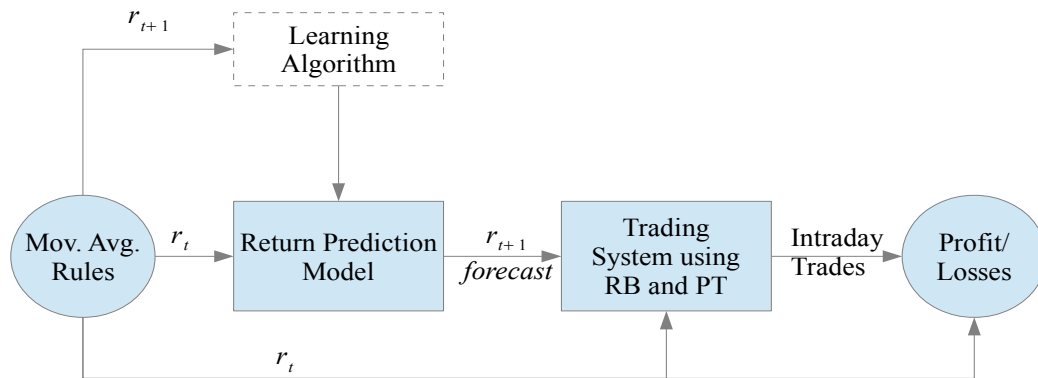 r_{t+1}
Learning
Algorithm
Mov. Avg.
Rules
r_t
Return Prediction
Model
r_{t+1}
forecast
Trading
System using
RB and PT
Intraday
Trades
Profit/
Losses
r_t